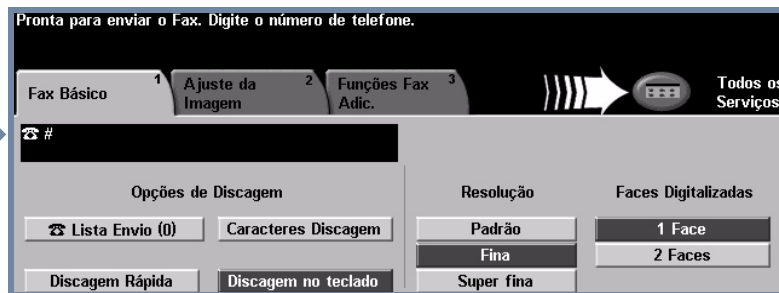 Pronta para enviar o Fax. Digite o número de telefone.
Fax Básico 1
Ajuste da Imagem 2
Funções Fax Adic. 3
Todos os Serviços
☎ #
Opções de Discagem
☎ Lista Envio (0)
Caracteres Discagem
Discagem Rápida
Discagem no teclado
Resolução
Padrão
Fina
Super fina
Faces Digitalizadas
1 Face
2 Faces